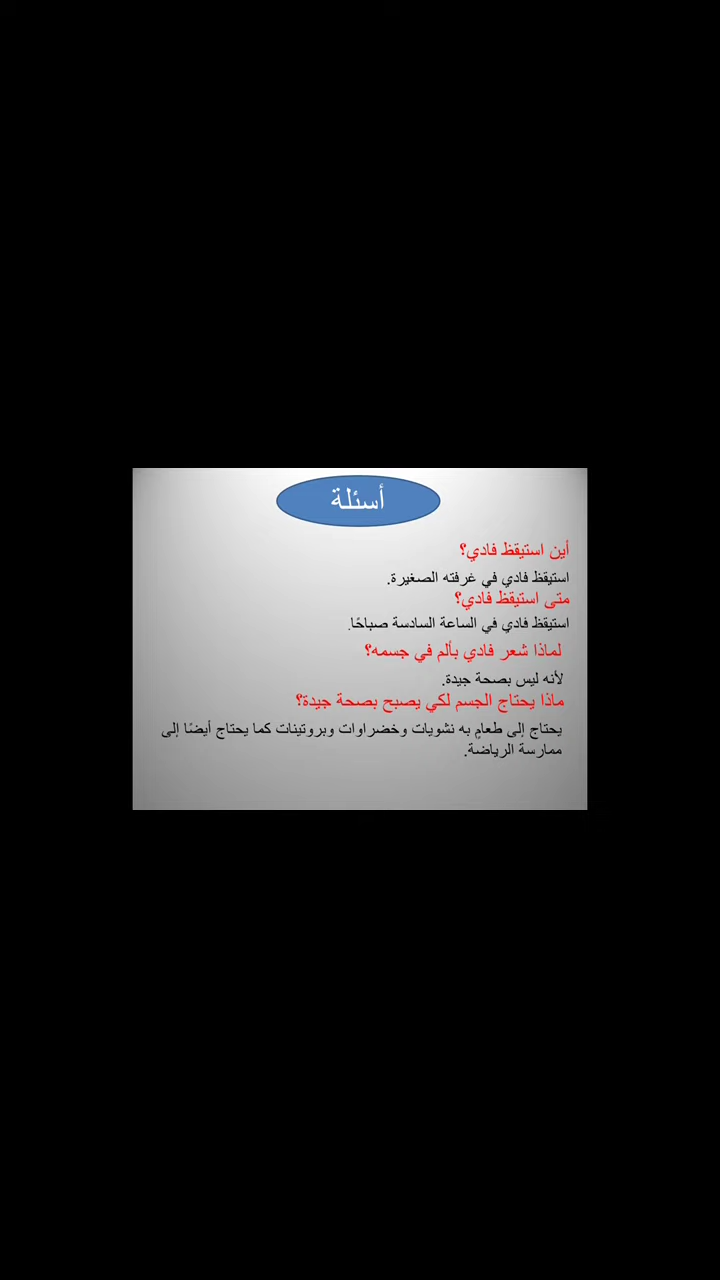 أسئلة
أين استيقظ فادي؟
استيقظ فادي في غرفته الصغيرة.
متى استيقظ فادي؟
استيقظ فادي في الساعة السادسة صباحًا.
لماذا شعر فادي بألم في جسمه؟
لأنه ليس بصحة جيدة.
ماذا يحتاج الجسم لكي يصبح بصحة جيدة؟
يحتاج إلى طعامٍ به نشويات وخضراوات وبروتينات كما يحتاج أيضًا إلى
ممارسة الرياضة.